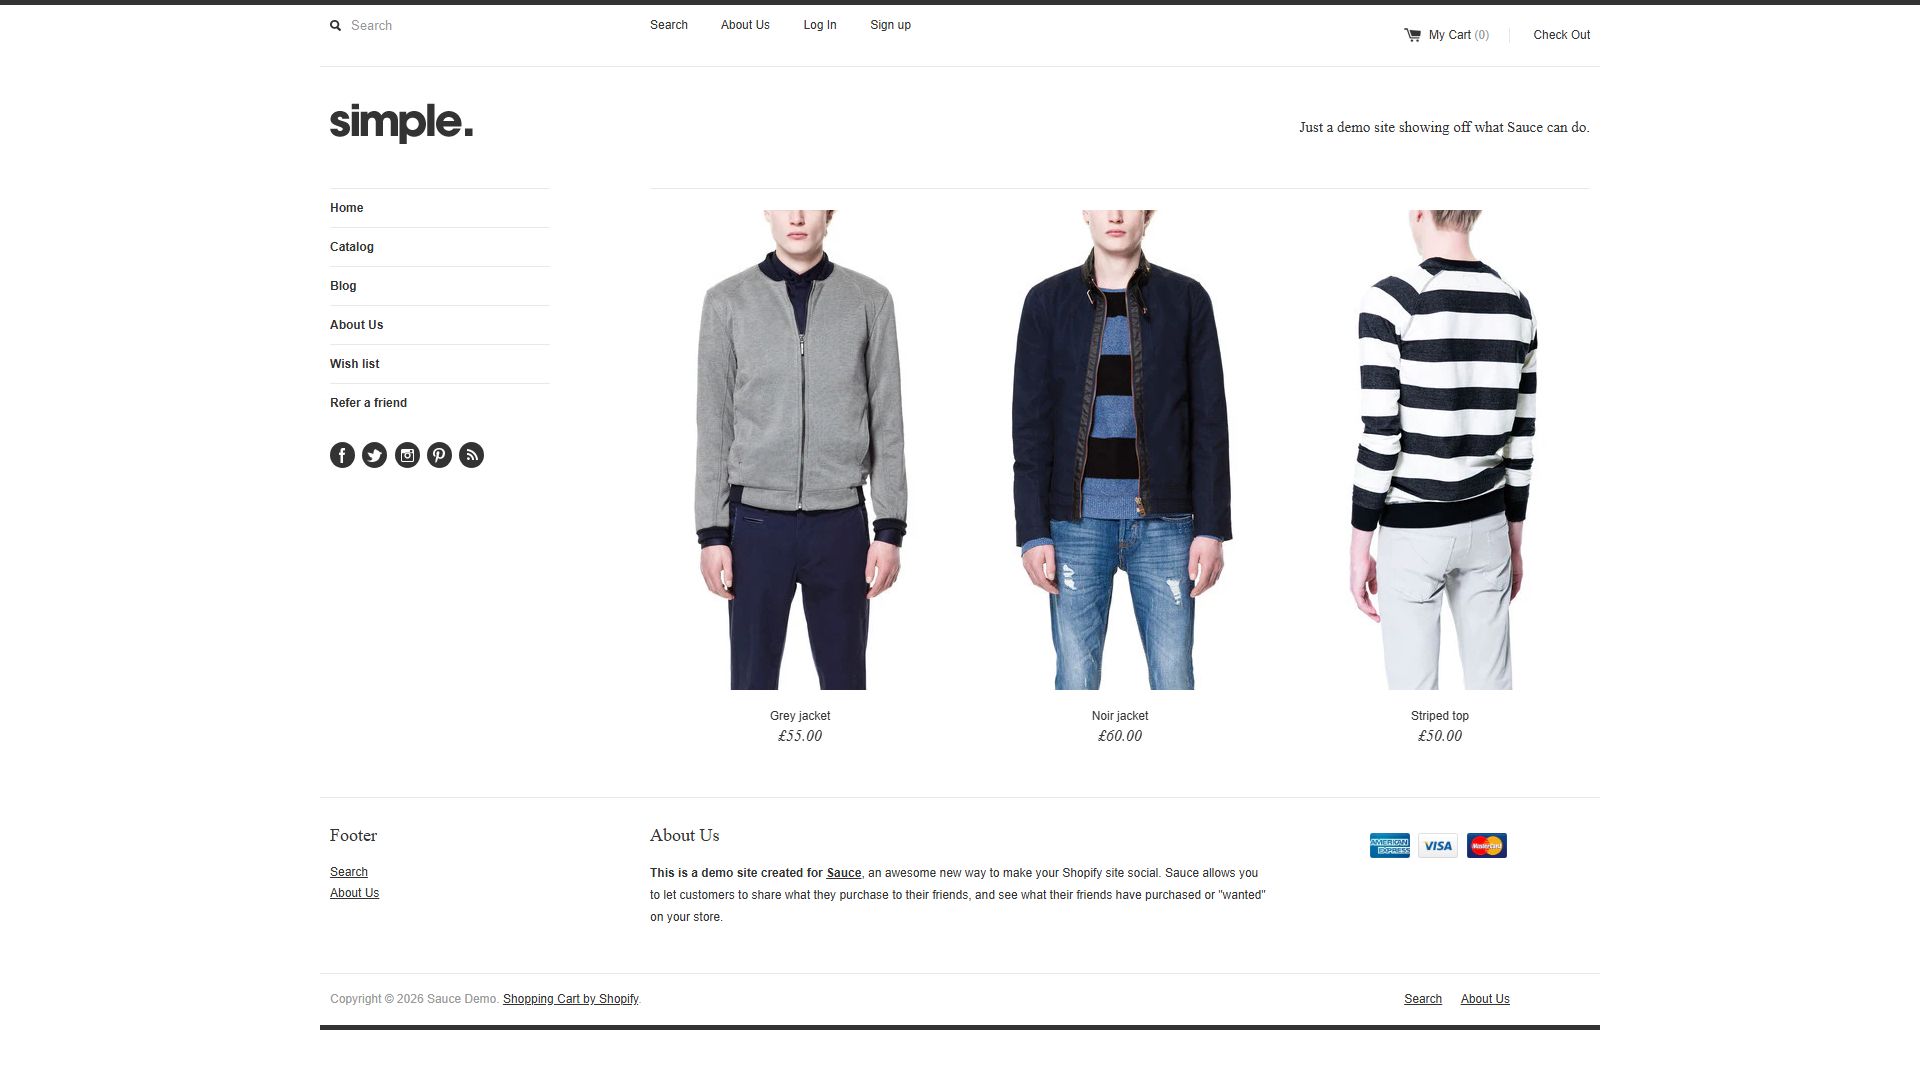 Search
Search
About Us
Log In
Sign up
My Cart (0)
Check Out
simple.
Just a demo site showing off what Sauce can do.
Home
Catalog
Blog
About Us
Wish list
Refer a friend
Grey jacket
£55.00
Noir jacket
£60.00
Striped top
£50.00
Footer
Search
About Us
About Us
This is a demo site created for Sauce, an awesome new way to make your Shopify site social. Sauce allows you
to let customers to share what they purchase to their friends, and see what their friends have purchased or "wanted"
on your store.
AMERICAN EXPRESS
VISA
MasterCard
Copyright © 2026 Sauce Demo. Shopping Cart by Shopify.
Search
About Us